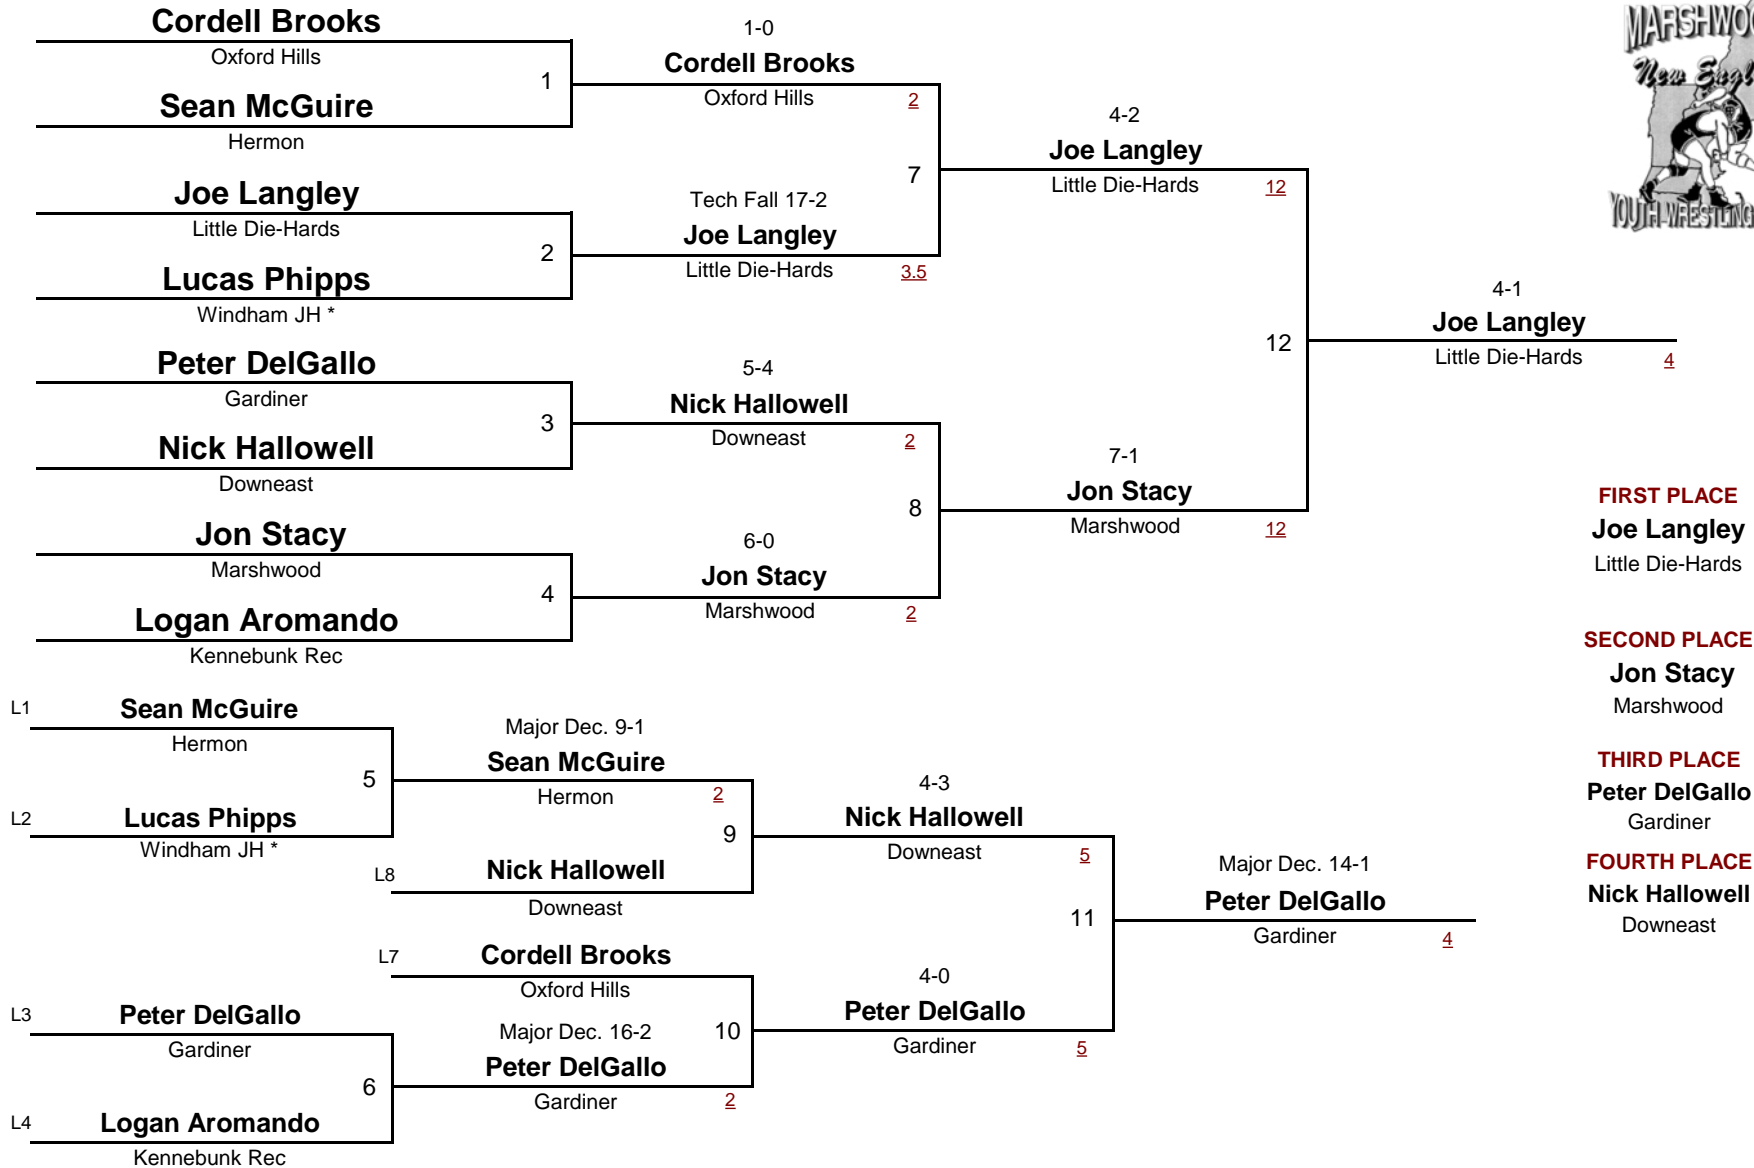 Cordell Brooks
Oxford Hills
1
Sean McGuire
Hermon
Joe Langley
Little Die-Hards
2
Lucas Phipps
Windham JH *
Peter DelGallo
Gardiner
3
Nick Hallowell
Downeast
Jon Stacy
Marshwood
4
Logan Aromando
Kennebunk Rec
1-0
Cordell Brooks
Oxford Hills 2
7
Tech Fall 17-2
Joe Langley
Little Die-Hards 3.5
5-4
Nick Hallowell
Downeast 2
8
6-0
Jon Stacy
Marshwood 2
4-2
Joe Langley
Little Die-Hards 12
12
7-1
Jon Stacy
Marshwood 12
4-1
Joe Langley
Little Die-Hards 4
New
YOUTH WRESTLING
FIRST PLACE
Joe Langley
Little Die-Hards
SECOND PLACE
Jon Stacy
Marshwood
THIRD PLACE
Peter DelGallo
Gardiner
FOURTH PLACE
Nick Hallowell
Downeast
L1 Sean McGuire
Hermon
5
L2 Lucas Phipps
Windham JH *
Major Dec. 9-1
Sean McGuire
Hermon 2
9
L8 Nick Hallowell
Downeast
L7 Cordell Brooks
Oxford Hills
L3 Peter DelGallo
Gardiner
6
L4 Logan Aromando
Kennebunk Rec
Major Dec. 16-2 10
Peter DelGallo
Gardiner 2
4-3
Nick Hallowell
Downeast 5
11
4-0
Peter DelGallo
Gardiner 5
Major Dec. 14-1
Peter DelGallo
Gardiner 4